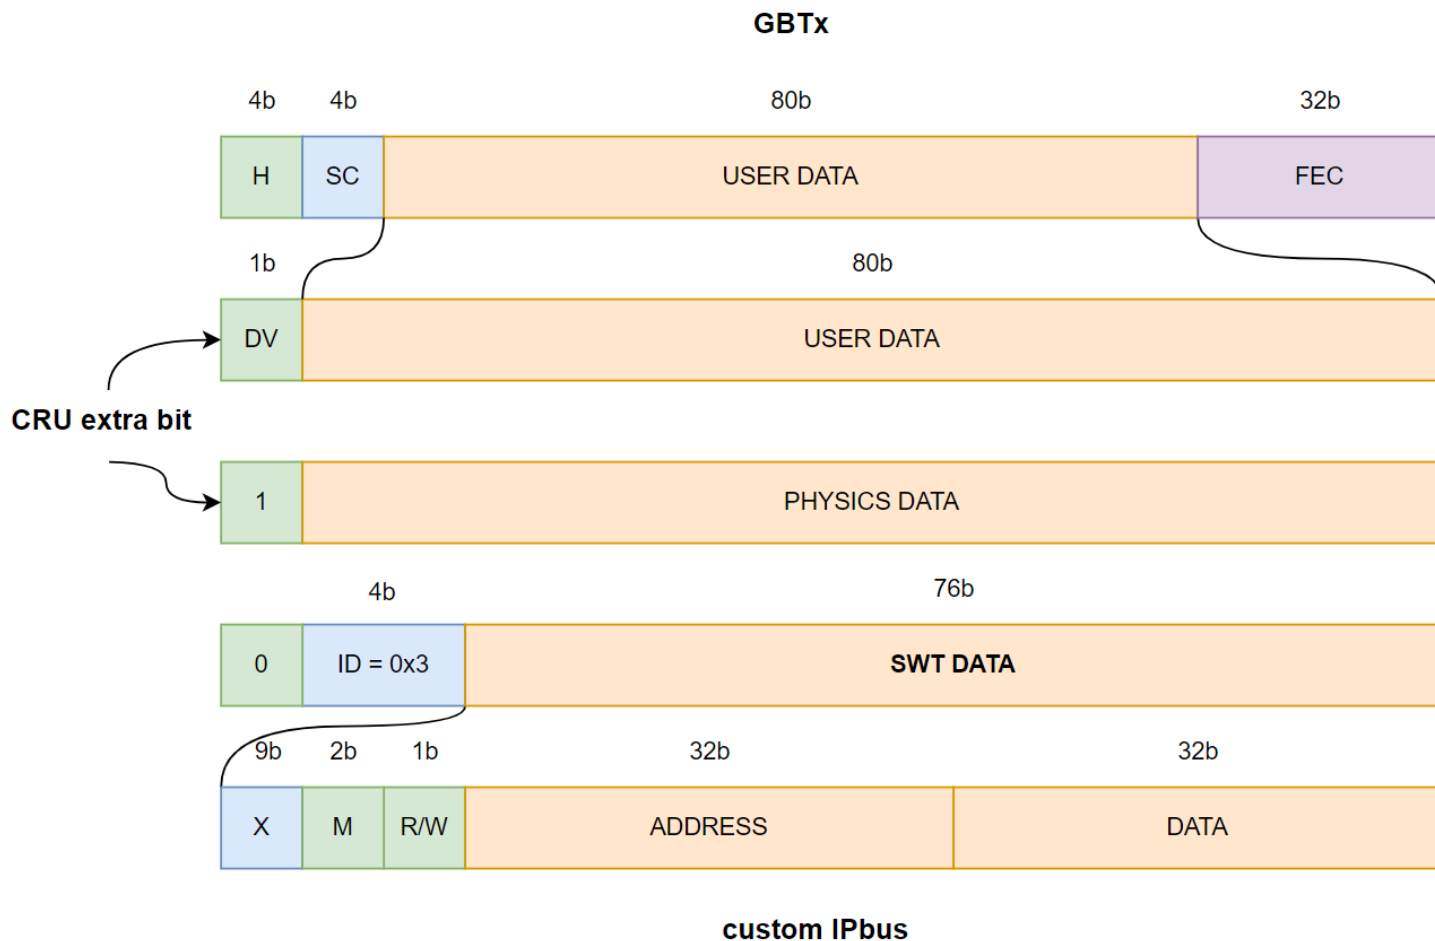 GBTx
4b 4b 80b 32b
H SC USER DATA FEC
1b 80b
DV USER DATA
CRU extra bit
1 PHYSICS DATA
4b 76b
0 ID = 0x3 SWT DATA
9b 2b 1b 32b 32b
X M R/W ADDRESS DATA
custom IPbus